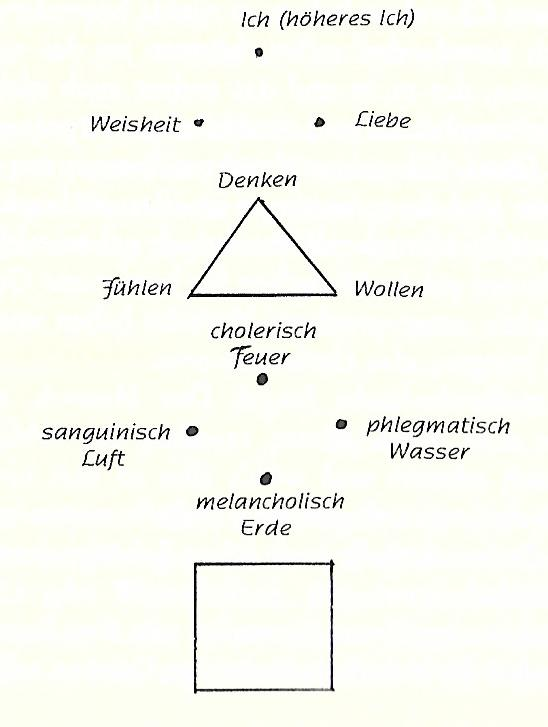 Ich (höheres Ich)
Weisheit
Liebe
Denken
Fühlen
Wollen
cholerisch
Feuer
sanguinisch
Luft
phlegmatisch
Wasser
melancholisch
Erde